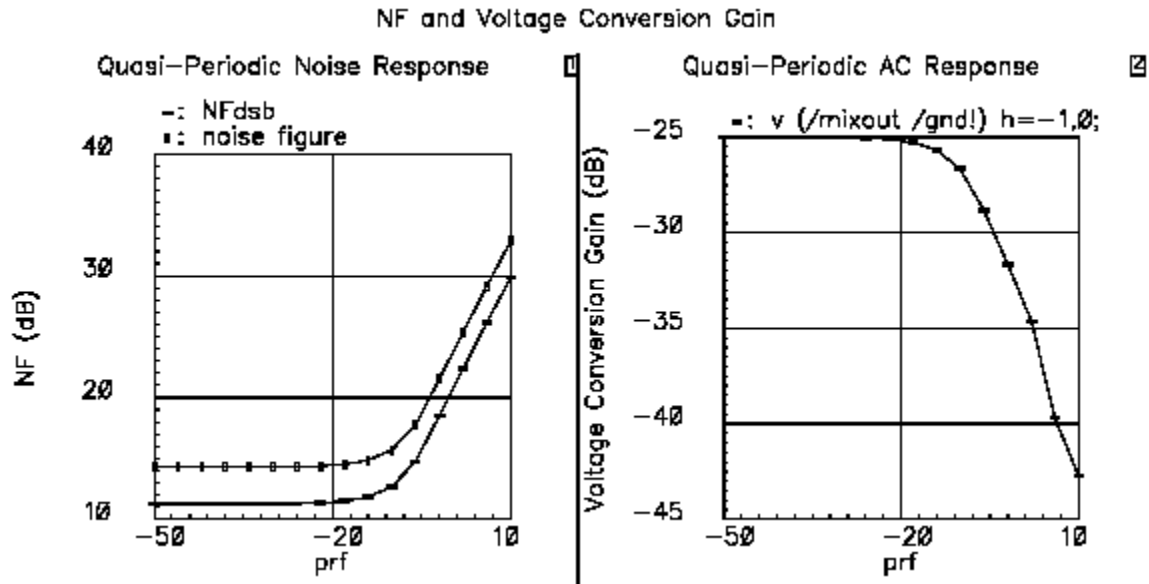 NF and Voltage Conversion Gain
Quasi-Periodic Noise Response
1
-: NFdsb
▪: noise figure
40
30
20
10
NF (dB)
-50
-20
10
prf
Quasi-Periodic AC Response
2
-: v (/mixout /gnd!) h=-1,0;
-25
-30
-35
-40
-45
Voltage Conversion Gain (dB)
-50
-20
10
prf